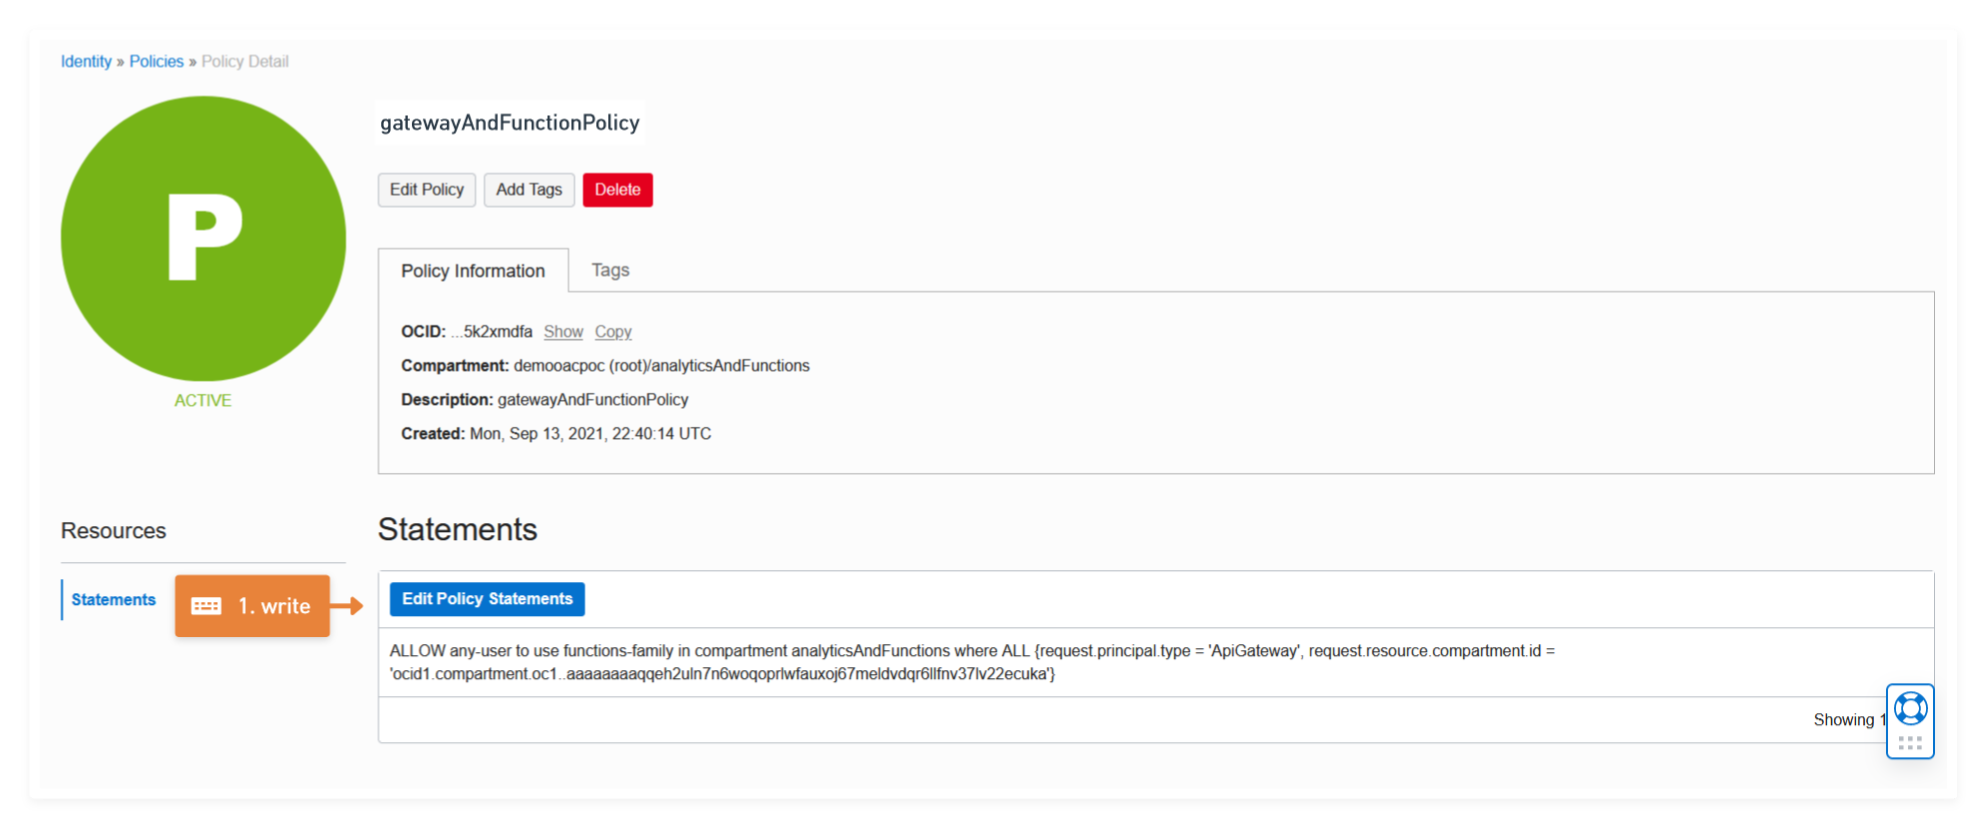 Identity » Policies » Policy Detail
P
ACTIVE
gatewayAndFunctionPolicy
Edit Policy Add Tags Delete
Policy Information Tags
OCID: ...5k2xmdfa Show Copy
Compartment: demooacpoc (root)/analyticsAndFunctions
Description: gatewayAndFunctionPolicy
Created: Mon, Sep 13, 2021, 22:40:14 UTC
Resources
Statements
1. write
Statements
Edit Policy Statements
ALLOW any-user to use functions-family in compartment analyticsAndFunctions where ALL {request.principal.type = 'ApiGateway', request.resource.compartment.id =
'ocid1.compartment.oc1..aaaaaaaaqqeh2uln7n6woqoprlwfauxoj67meldvdqr6llfnv37lv22ecuka'}
Showing 1